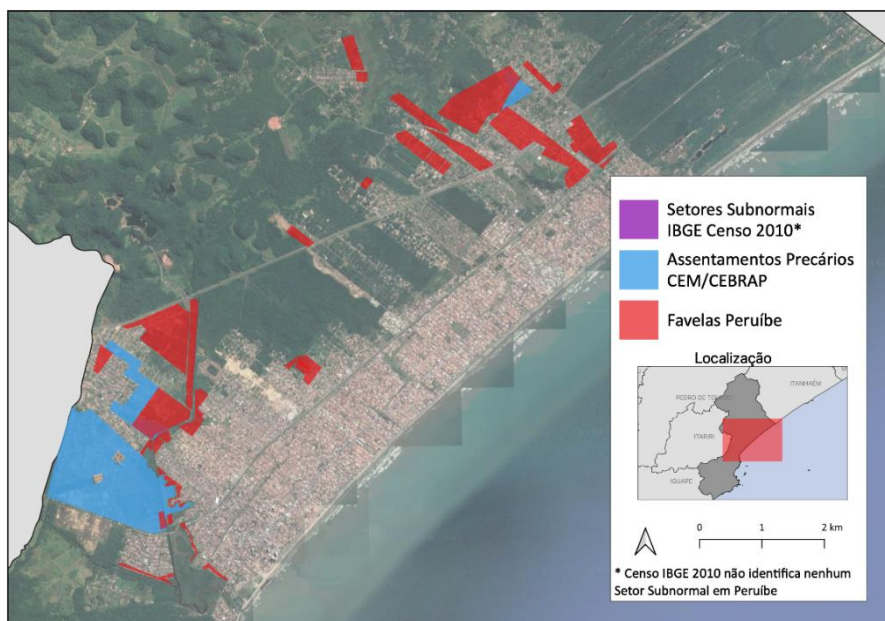 Setores Subnormais
IBGE Censo 2010*
Assentamentos Precários
CEM/CEBRAP
Favelas Peruíbe
Localização
ITANHAÉM
PEDRO DE TOLEDO
ITARIRI
IGUAPE
0 1 2 km
* Censo IBGE 2010 não identifica nenhum
Setor Subnormal em Peruíbe